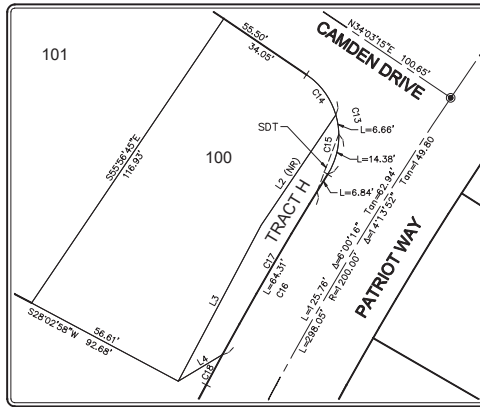 101
55.50'
34.05'
N34°03'15"E 100.65'
CAMDEN DRIVE
C14
C13
L=6.66'
SDT
C15
L=14.38'
S55°56'45"E
116.93'
100
L2 (NR)
L=6.84'
TRACT H
Tan=62.94'
Tan=149.80
Δ=6°00'16"
Δ=14°13'52"
L=125.76'
R=1200.00'
L=298.05'
PATRIOT WAY
C17
L=64.31'
C16
L3
56.61'
S28°02'58"W 92.68'
L4
C18